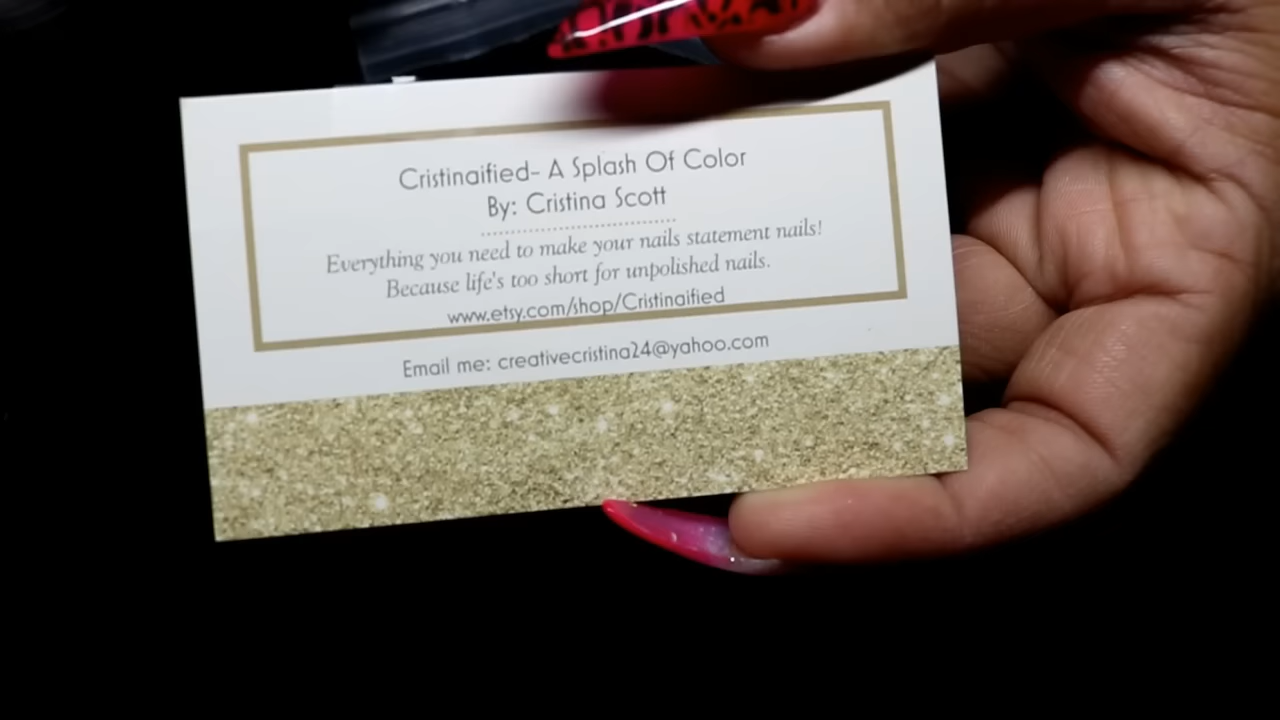 Cristinaified- A Splash Of Color
By: Cristina Scott
Everything you need to make your nails statement nails!
Because life's too short for unpolished nails.
www.etsy.com/shop/Cristinaified
Email me: creativecristina24@yahoo.com